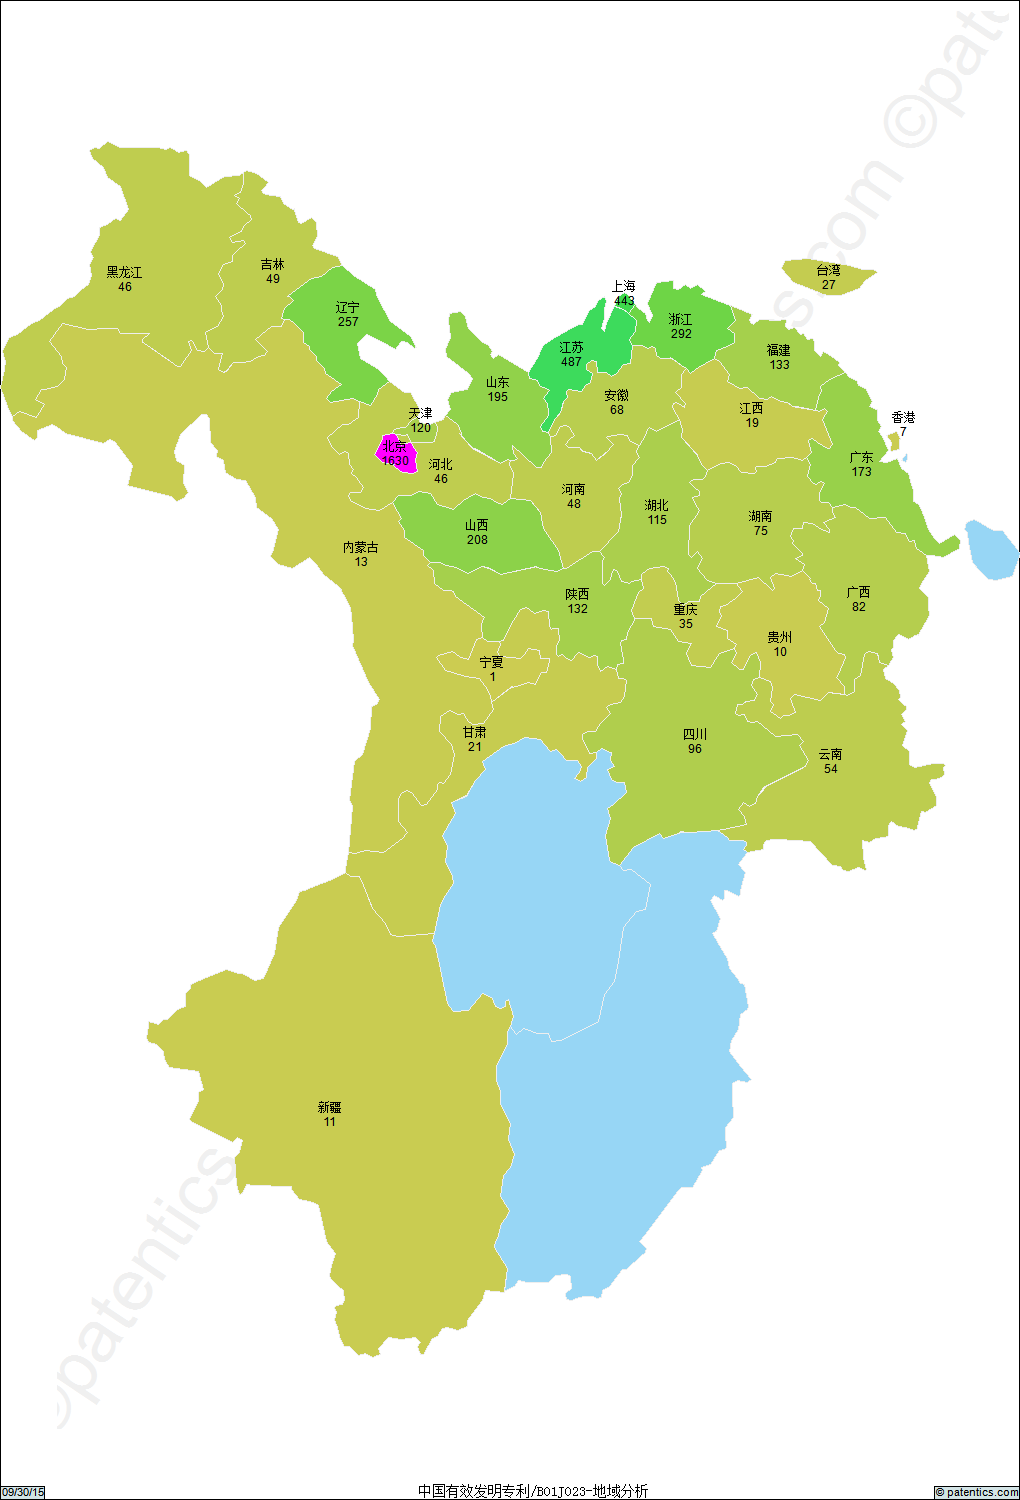 ©patentics.com ©pate
黑龙江
46
吉林
49
辽宁
257
台湾
27
上海
443
浙江
292
江苏
487
福建
133
山东
195
安徽
68
江西
19
天津
120
香港
7
北京
1630
河北
46
广东
173
河南
48
湖北
115
湖南
75
山西
208
内蒙古
13
陕西
132
重庆
35
广西
82
贵州
10
宁夏
1
甘肃
21
四川
96
云南
54
新疆
11
09/30/15
中国有效发明专利/B01J023-地域分析
© patentics.com